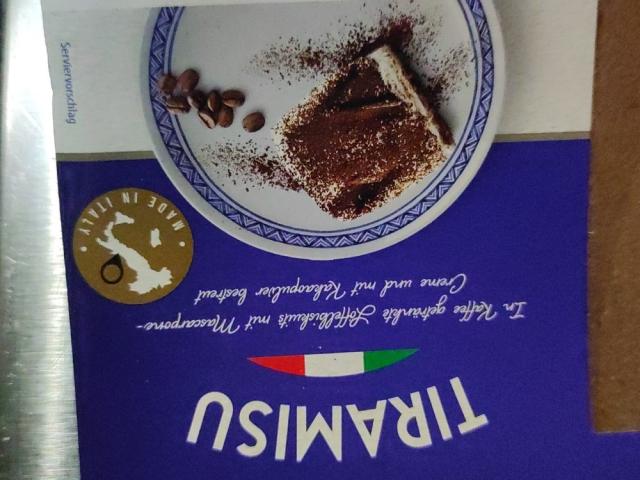 TIRAMISU
In Kaffee getränkte Löffelbiskuits mit Mascarpone-
Creme und mit Kakaopulver bestreut
MADE IN ITALY
Serviervorschlag